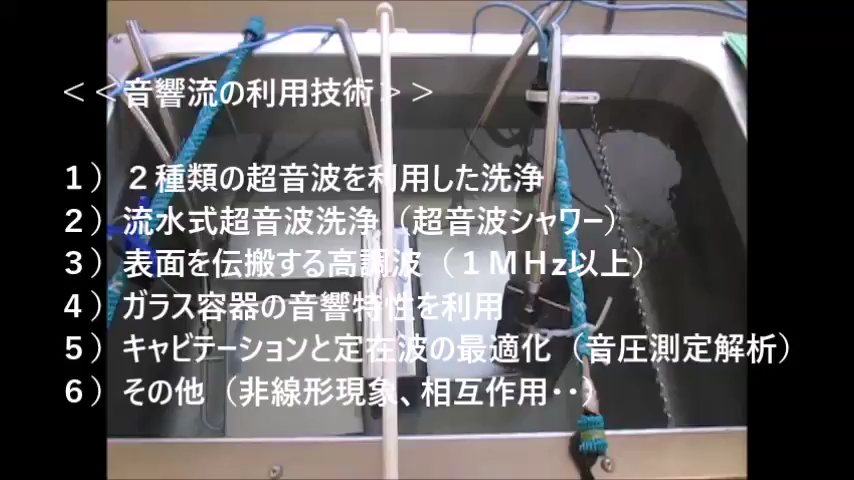 <<音響流の利用技術>>
1）２種類の超音波を利用した洗浄
2）流水式超音波洗浄（超音波シャワー）
3）表面を伝搬する高調波（１ＭＨz以上）
4）ガラス容器の音響特性を利用
5）キャビテーションと定在波の最適化（音圧測定解析）
6）その他（非線形現象、相互作用・・）